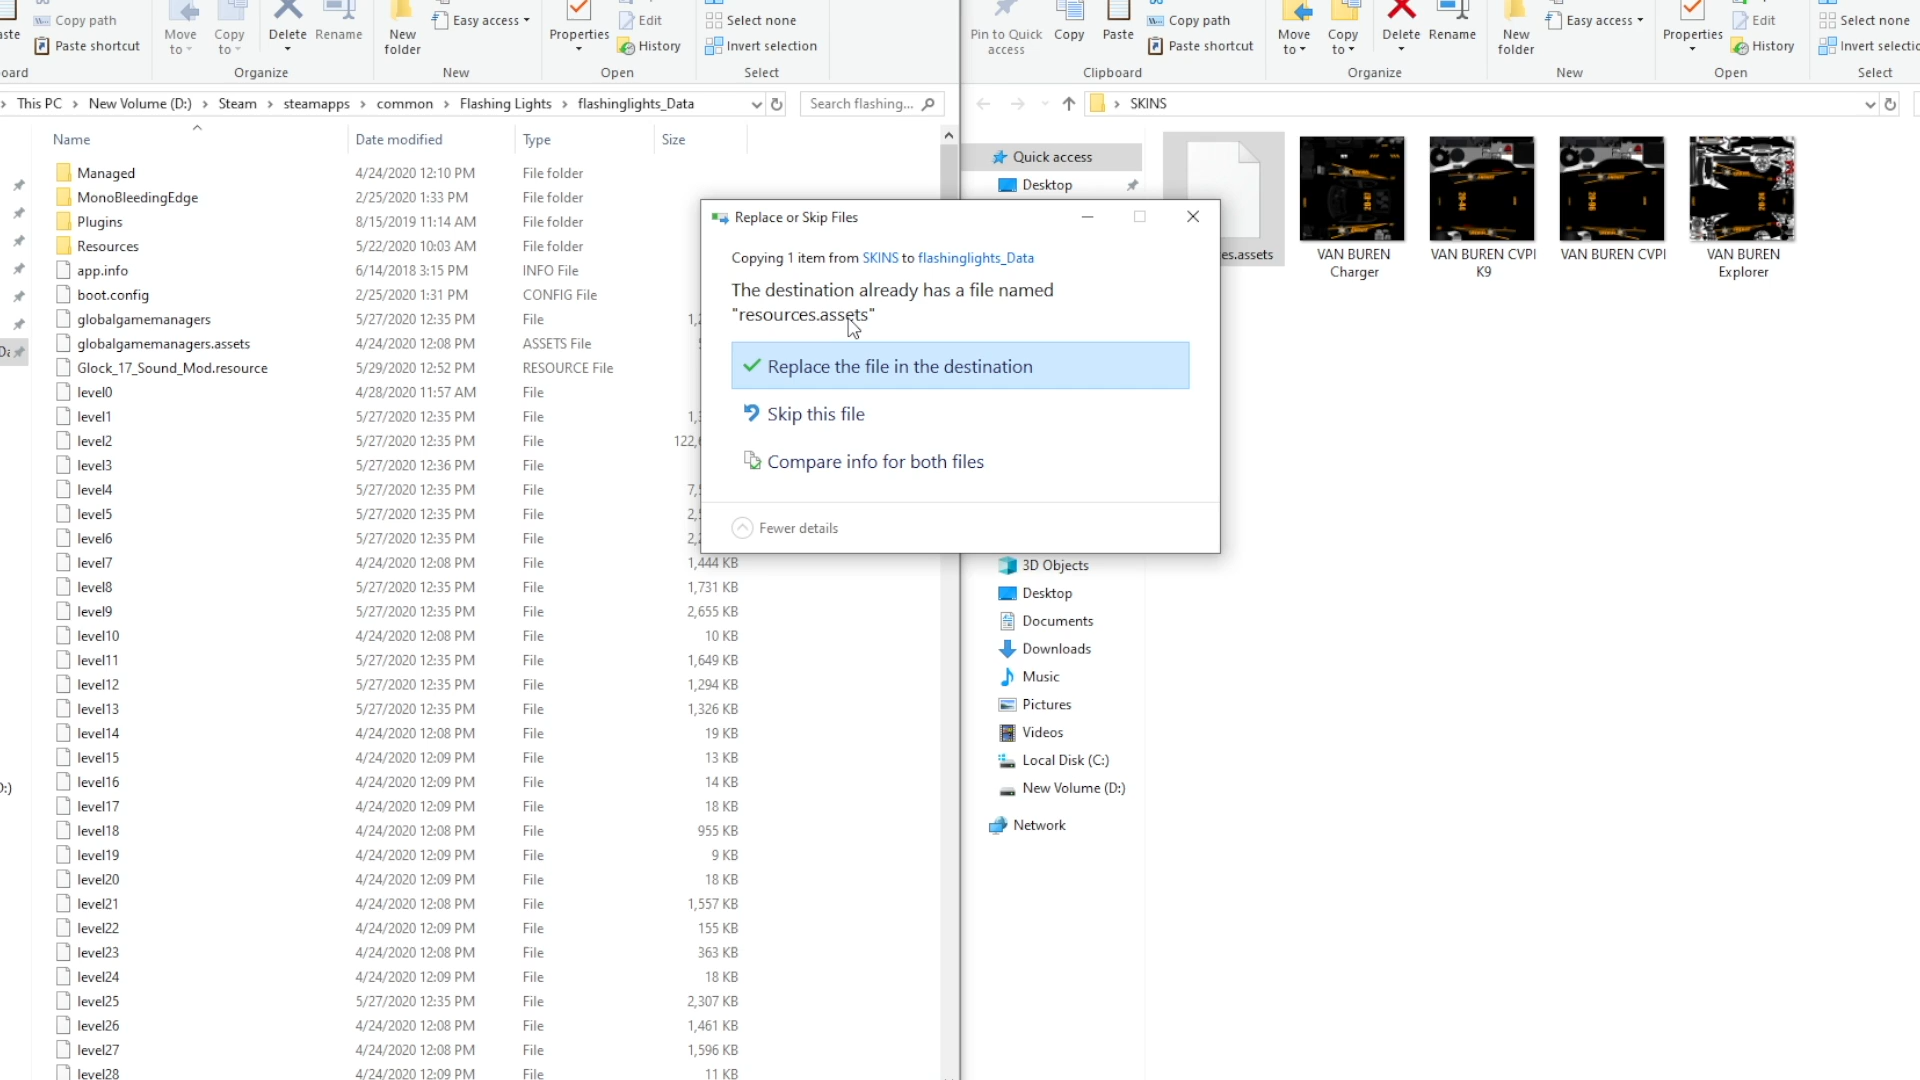 Copy path
Paste shortcut
Move to
Copy to
Delete
Rename
Organize
New folder
Easy access
New
Properties
Edit
History
Open
Select none
Invert selection
Select
This PC > New Volume (D:) > Steam > steamapps > common > Flashing Lights > flashinglights_Data
Search flashing...
Name Date modified Type Size
Managed 4/24/2020 12:10 PM File folder
MonoBleedingEdge 2/25/2020 1:33 PM File folder
Plugins 8/15/2019 11:14 AM File folder
Resources 5/22/2020 10:03 AM File folder
app.info 6/14/2018 3:15 PM INFO File
boot.config 2/25/2020 1:31 PM CONFIG File
globalgamemanagers 5/27/2020 12:35 PM File
globalgamemanagers.assets 4/24/2020 12:08 PM ASSETS File
Glock_17_Sound_Mod.resource 5/29/2020 12:52 PM RESOURCE File
level0 4/28/2020 11:57 AM File
level1 5/27/2020 12:35 PM File
level2 5/27/2020 12:35 PM File
level3 5/27/2020 12:36 PM File
level4 5/27/2020 12:35 PM File
level5 5/27/2020 12:35 PM File
level6 5/27/2020 12:35 PM File
level7 4/24/2020 12:08 PM File 1,444 KB
level8 5/27/2020 12:35 PM File 1,731 KB
level9 5/27/2020 12:35 PM File 2,655 KB
level10 4/24/2020 12:08 PM File 10 KB
level11 5/27/2020 12:35 PM File 1,649 KB
level12 5/27/2020 12:35 PM File 1,294 KB
level13 5/27/2020 12:35 PM File 1,326 KB
level14 4/24/2020 12:08 PM File 19 KB
level15 4/24/2020 12:09 PM File 13 KB
level16 4/24/2020 12:09 PM File 14 KB
level17 4/24/2020 12:09 PM File 18 KB
level18 4/24/2020 12:08 PM File 955 KB
level19 4/24/2020 12:09 PM File 9 KB
level20 4/24/2020 12:09 PM File 18 KB
level21 4/24/2020 12:08 PM File 1,557 KB
level22 4/24/2020 12:09 PM File 155 KB
level23 4/24/2020 12:08 PM File 363 KB
level24 4/24/2020 12:09 PM File 18 KB
level25 5/27/2020 12:35 PM File 2,307 KB
level26 4/24/2020 12:08 PM File 1,461 KB
level27 4/24/2020 12:08 PM File 1,596 KB
level28 4/24/2020 12:09 PM File 11 KB
Replace or Skip Files
Copying 1 item from SKINS to flashinglights_Data
The destination already has a file named
"resources.assets"
Replace the file in the destination
Skip this file
Compare info for both files
Fewer details
Pin to Quick access
Copy
Paste
Copy path
Paste shortcut
Clipboard
Move to
Copy to
Delete
Rename
Organize
New folder
Easy access
New
Properties
Edit
History
Open
Select none
Select
SKINS
Quick access
Desktop
3D Objects
Desktop
Documents
Downloads
Music
Pictures
Videos
Local Disk (C:)
New Volume (D:)
Network
es.assets
VAN BUREN
Charger
VAN BUREN CVPI
K9
VAN BUREN CVPI
VAN BUREN
Explorer